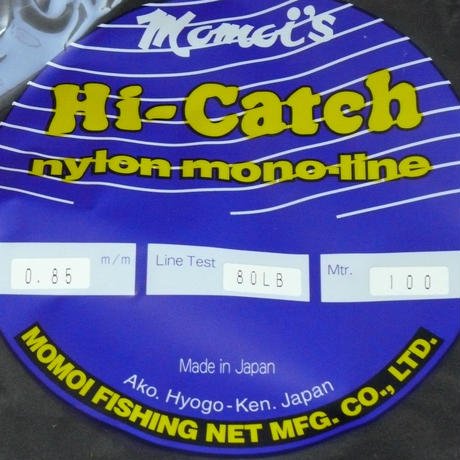 Momoi's
Hi-Catch
nylon mono-line
0.85 m/m
Line Test 80LB
Mtr. 100
Made in Japan
Ako. Hyogo-Ken. Japan
MOMOI FISHING NET MFG. CO., LTD.